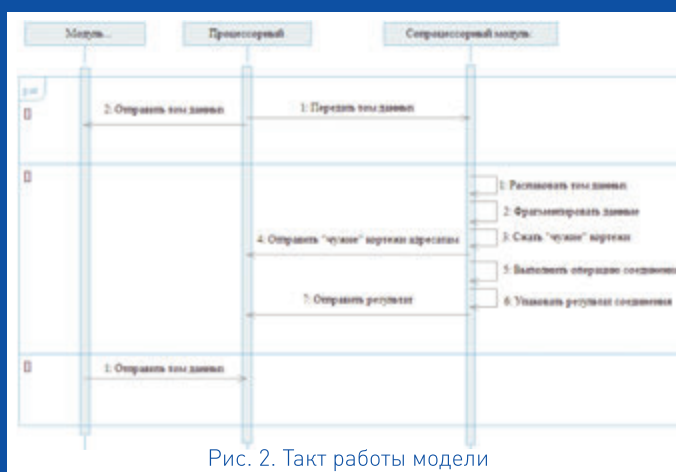 Модуль...
Процессорный
Сопроцессорный модуль
par
[]
2: Отправить том данных
1: Передать том данных
[]
1: Распаковать том данных
2: Фрагментировать данные
3: Сжать "чужие" кортежи
4: Отправить "чужие" кортежи адресатам
5: Выполнить операцию соединения
6: Упаковать результат соединения
7: Отправить результат
[]
1: Отправить том данных
Рис. 2. Такт работы модели